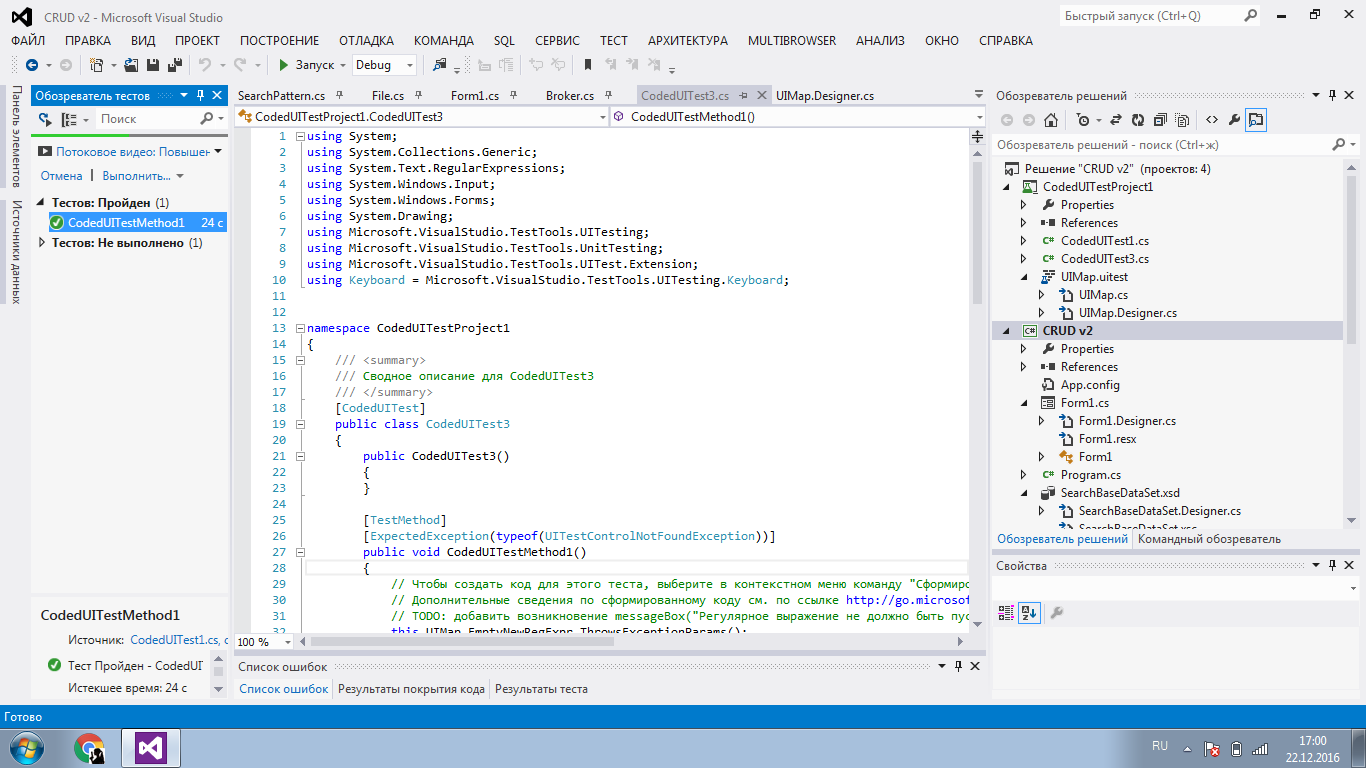 CRUD v2 - Microsoft Visual Studio
Быстрый запуск (Ctrl+Q)
ФАЙЛ ПРАВКА ВИД ПРОЕКТ ПОСТРОЕНИЕ ОТЛАДКА КОМАНДА SQL СЕРВИС ТЕСТ АРХИТЕКТУРА MULTIBROWSER АНАЛИЗ ОКНО СПРАВКА
Запуск Debug
Панель элементов
Источники данных
Обозреватель тестов
Поиск
Потоковое видео: Повышен
Отмена | Выполнить...
Тестов: Пройден (1)
CodedUITestMethod1 24 с
Тестов: Не выполнено (1)
CodedUITestMethod1
Источник: CodedUITest1.cs, с
Тест Пройден - CodedUI
Истекшее время: 24 с
SearchPattern.cs File.cs Form1.cs Broker.cs CodedUITest3.cs UIMap.Designer.cs
CodedUITestProject1.CodedUITest3 CodedUITestMethod1()
1 using System;
2 using System.Collections.Generic;
3 using System.Text.RegularExpressions;
4 using System.Windows.Input;
5 using System.Windows.Forms;
6 using System.Drawing;
7 using Microsoft.VisualStudio.TestTools.UITesting;
8 using Microsoft.VisualStudio.TestTools.UnitTesting;
9 using Microsoft.VisualStudio.TestTools.UITest.Extension;
10 using Keyboard = Microsoft.VisualStudio.TestTools.UITesting.Keyboard;
11
12
13 namespace CodedUITestProject1
14 {
15 /// <summary>
16 /// Сводное описание для CodedUITest3
17 /// </summary>
18 [CodedUITest]
19 public class CodedUITest3
20 {
21 public CodedUITest3()
22 {
23 }
24
25 [TestMethod]
26 [ExpectedException(typeof(UITestControlNotFoundException))]
27 public void CodedUITestMethod1()
28 {
29 // Чтобы создать код для этого теста, выберите в контекстном меню команду "Сформиро
30 // Дополнительные сведения по сформированному коду см. по ссылке http://go.microsof
31 // TODO: добавить возникновение messageBox("Регулярное выражение не должно быть пус
32 this.UIMap.EmptyNewRegExpr_ThrowsExceptionParams();
100 %
Список ошибок
Список ошибок Результаты покрытия кода Результаты теста
Обозреватель решений
Обозреватель решений - поиск (Ctrl+ж)
Решение "CRUD v2" (проектов: 4)
CodedUITestProject1
Properties
References
CodedUITest1.cs
CodedUITest3.cs
UIMap.uitest
UIMap.cs
UIMap.Designer.cs
CRUD v2
Properties
References
App.config
Form1.cs
Form1.Designer.cs
Form1.resx
Form1
Program.cs
SearchBaseDataSet.xsd
SearchBaseDataSet.Designer.cs
SearchBaseDataSet.xsc
Обозреватель решений Командный обозреватель
Свойства
Готово
RU
17:00
22.12.2016